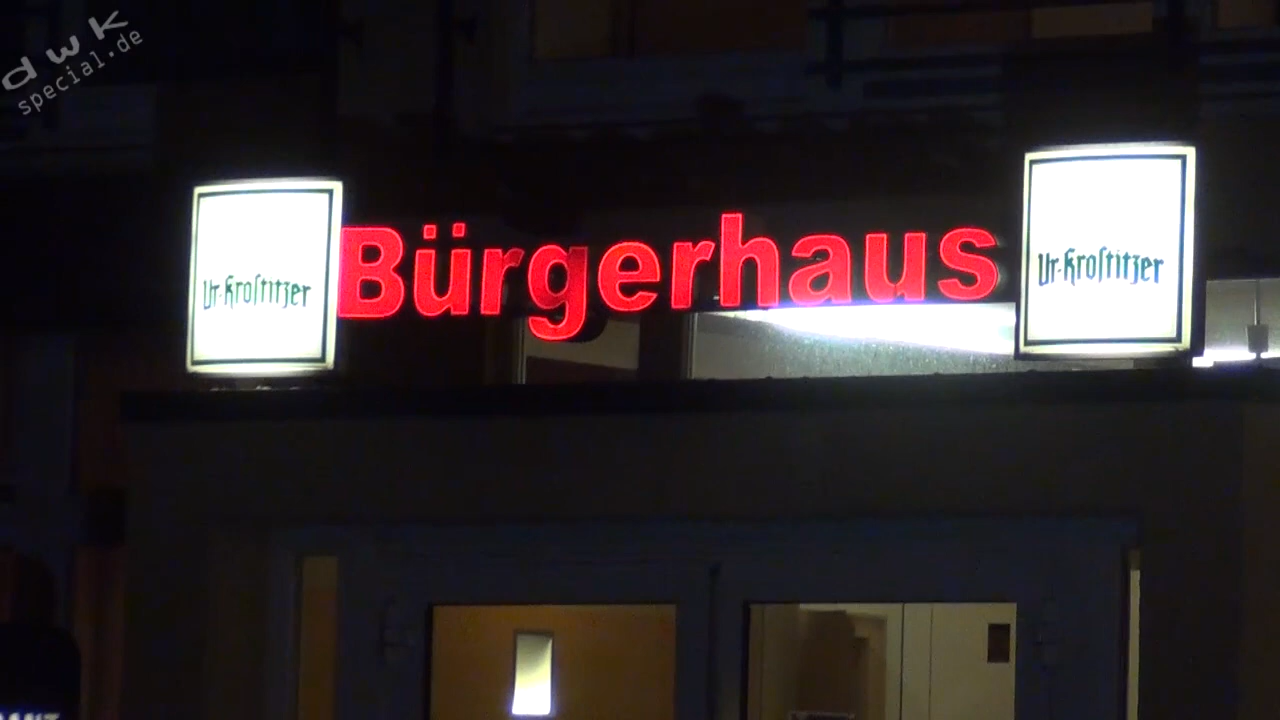 dwk
special.de
Ur-Krostitzer
Bürgerhaus
Ur-Krostitzer